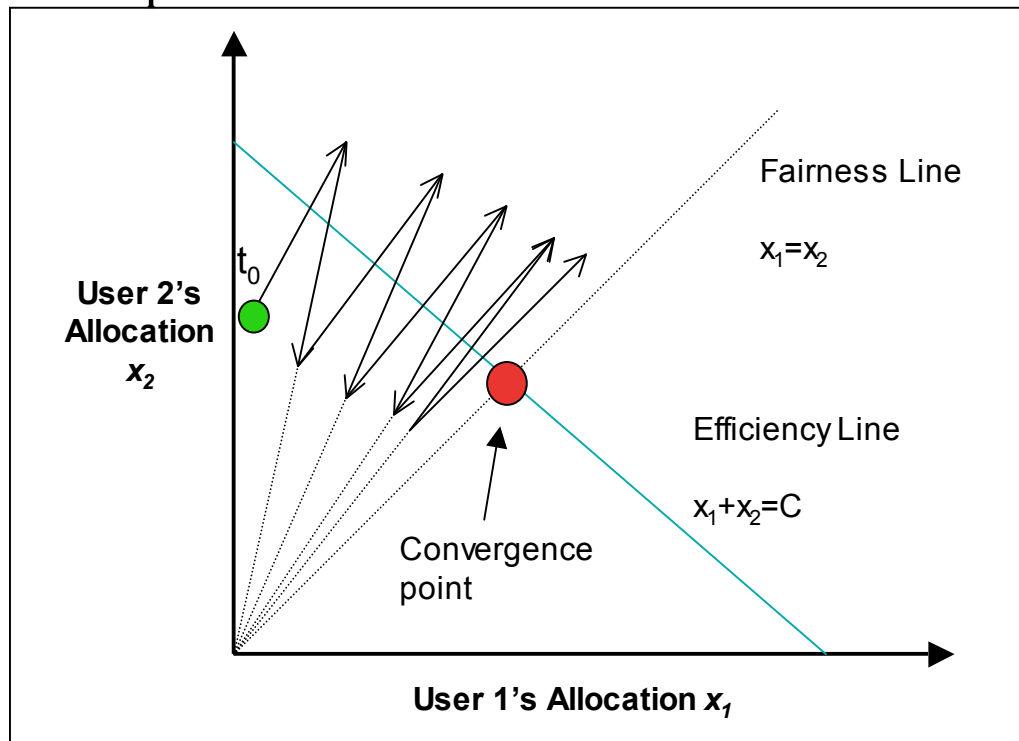 t0
User 2's
Allocation
x2
Fairness Line
x1=x2
Efficiency Line
x1+x2=C
Convergence
point
User 1's Allocation x1